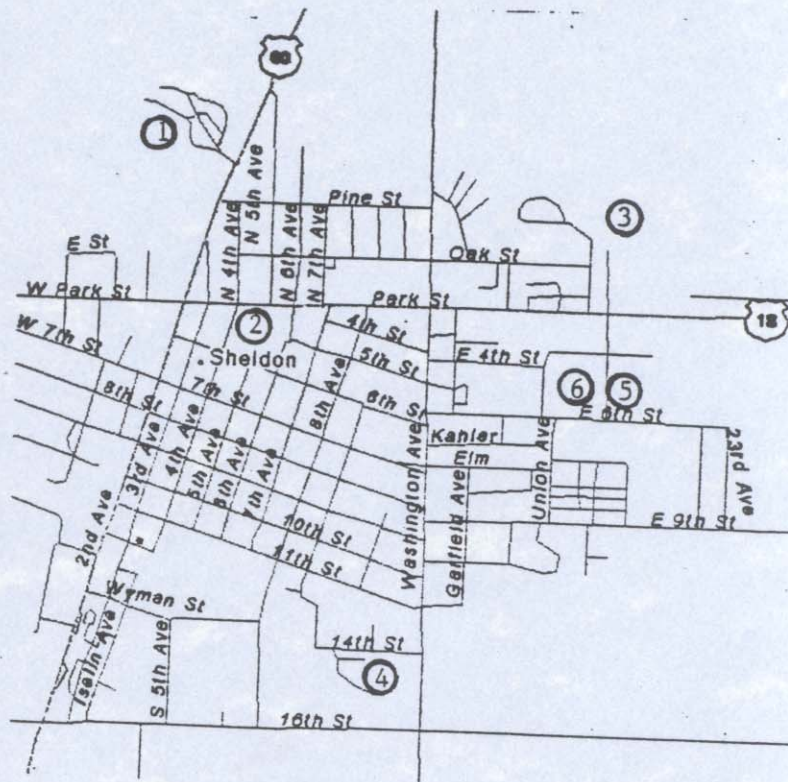 1
Pine St
N 5th Ave
N 4th Ave
N 6th Ave
N 7th Ave
3
E St
Oak St
W Park St
Park St
18
2
W 7th St
4th St
Sheldon
5th St
E 4th St
6
5
8th St
7th St
8th Ave
6th St
E 6th St
Kahler
Elm
3rd Ave
4th Ave
5th Ave
6th Ave
7th Ave
Washington Ave
Garfield Ave
Union Ave
23rd Ave
E 9th St
10th St
11th St
2nd Ave
Wyman St
Iselin Ave
S 5th Ave
14th St
4
16th St